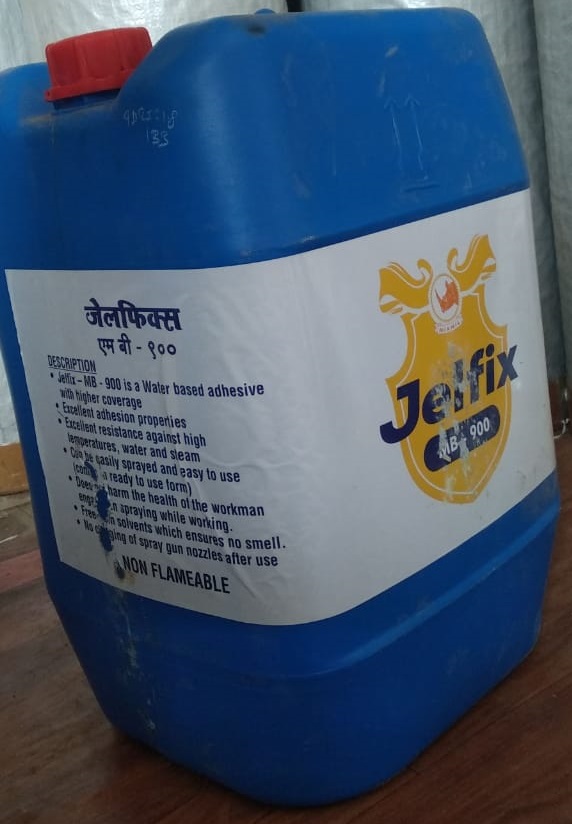 जेलफिक्स
एम बी - ९००
DESCRIPTION
• Jelfix - MB - 900 is a Water based adhesive
with higher coverage
• Excellent adhesion properties
• Excellent resistance against high
temperatures, water and steam
• Can be easily sprayed and easy to use
ready to use form)
• harm the health of the workman
spraying while working.
• solvents which ensures no smell.
• No of spray gun nozzles after use
NON FLAMEABLE
Jelfix
MB - 900